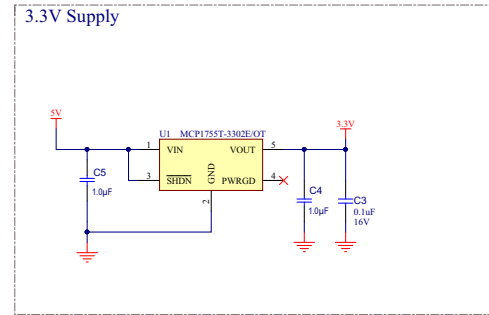 3.3V Supply
5V
3.3V
U1 MCP1755T-3302E/OT
1 VIN VOUT 5
3 SHDN GND PWRGD 4
2
C5
1.0µF
C4
1.0µF
C3
0.1uF
16V